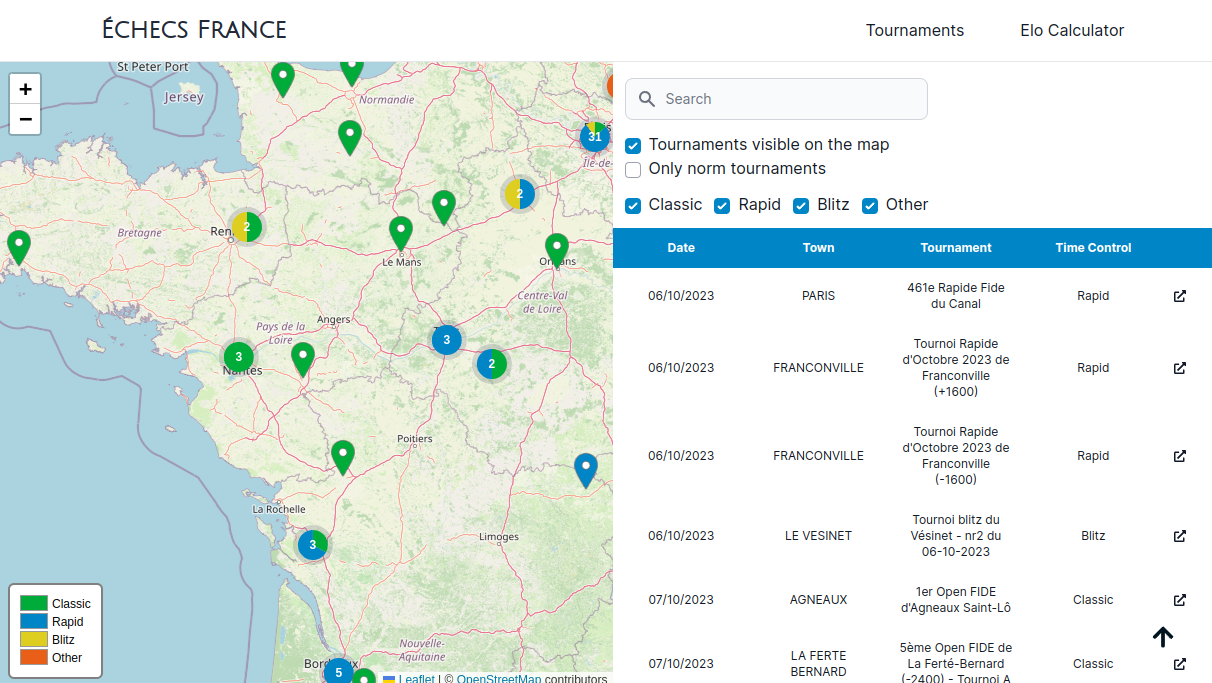 ÉCHECS FRANCE
Tournaments
Elo Calculator
+
−
St Peter Port
Jersey
Normandie
31
Île-de-
2
Bretagne
2
Le Mans
Centre-Val
de Loire
Angers
Pays de la
Loire
3
3
2
Nantes
Poitiers
La Rochelle
Limoges
3
Nouvelle-
Aquitaine
5
Classic
Rapid
Blitz
Other
Leaflet | © OpenStreetMap contributors
Search
Tournaments visible on the map
Only norm tournaments
Classic Rapid Blitz Other
Date Town Tournament Time Control
06/10/2023 PARIS 461e Rapide Fide
du Canal Rapid
06/10/2023 FRANCONVILLE Tournoi Rapide
d'Octobre 2023 de
Franconville
(+1600) Rapid
06/10/2023 FRANCONVILLE Tournoi Rapide
d'Octobre 2023 de
Franconville
(-1600) Rapid
06/10/2023 LE VESINET Tournoi blitz du
Vésinet - nr2 du
06-10-2023 Blitz
07/10/2023 AGNEAUX 1er Open FIDE
d'Agneaux Saint-Lô Classic
07/10/2023 LA FERTE
BERNARD 5ème Open FIDE de
La Ferté-Bernard
(-2400) - Tournoi A Classic